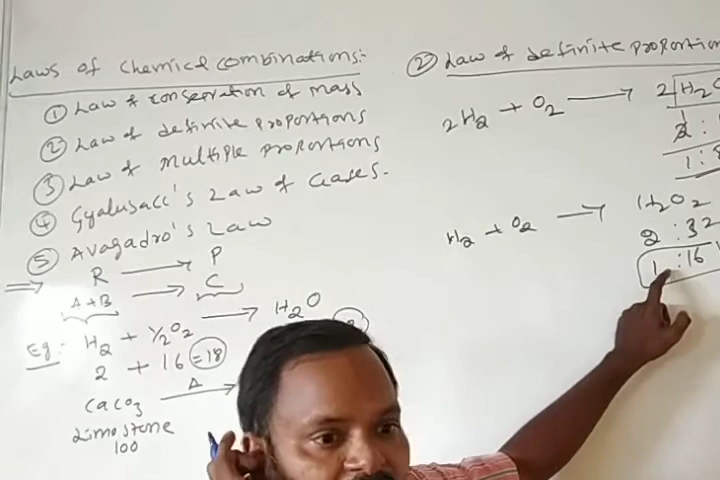 Laws of Chemical Combinations:-
① Law of conservation of mass
② Law of definite proportions
③ Law of multiple proportions
④ Gyalusacc's Law of Gases.
⑤ Avagadro's Law
⇒ R → P
A+B → C
Eg:- H₂ + ½O₂ → H₂O
2 + 16 = 18
CaCO₃ Δ→
Limestone
100
② Law of definite proportion
2H₂ + O₂ → 2H₂O
2 :
1 : 8
H₂ + O₂ → H₂O₂
2 : 32
1 : 16